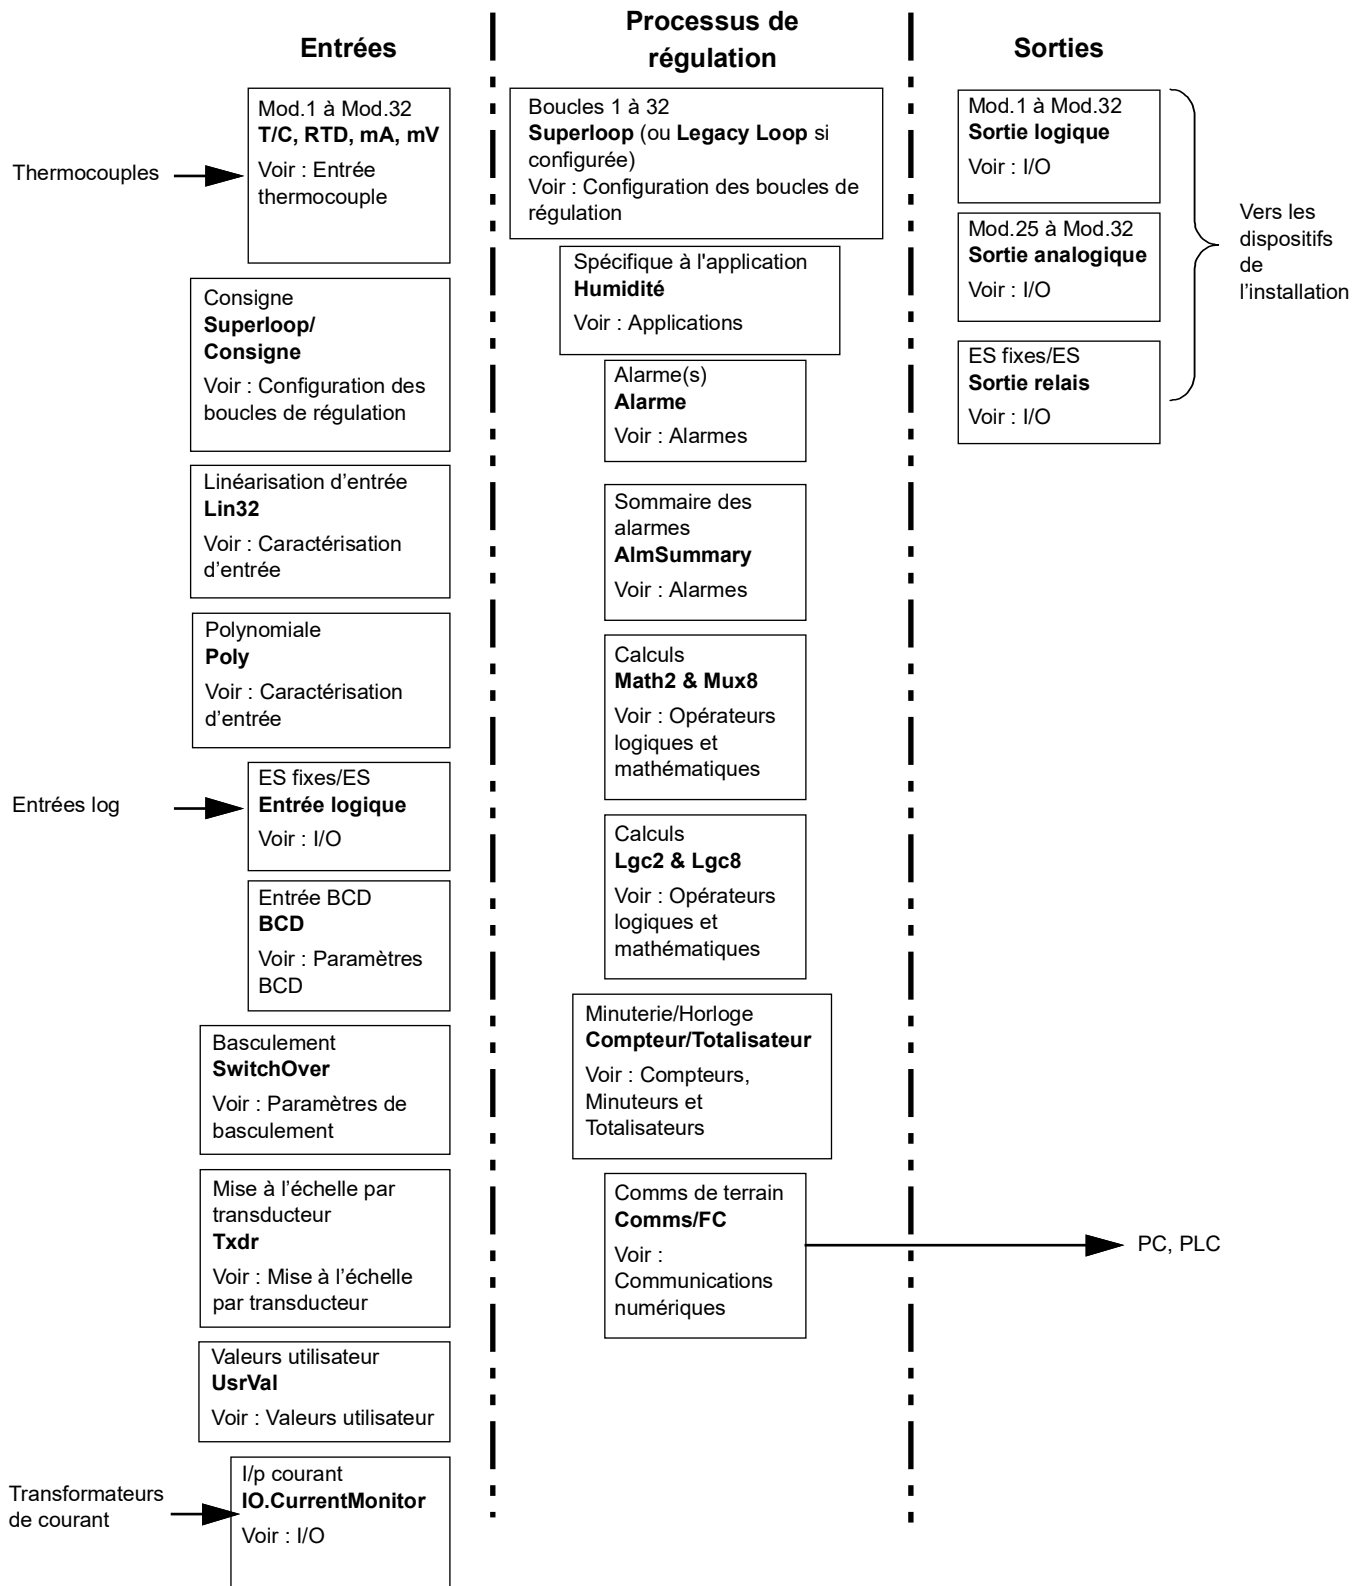 Entrées
Thermocouples
Mod.1 à Mod.32
T/C, RTD, mA, mV
Voir : Entrée
thermocouple
Consigne
Superloop/
Consigne
Voir : Configuration des
boucles de régulation
Linéarisation d’entrée
Lin32
Voir : Caractérisation
d’entrée
Polynomiale
Poly
Voir : Caractérisation
d’entrée
Entrées log
ES fixes/ES
Entrée logique
Voir : I/O
Entrée BCD
BCD
Voir : Paramètres
BCD
Basculement
SwitchOver
Voir : Paramètres de
basculement
Mise à l’échelle par
transducteur
Txdr
Voir : Mise à l’échelle
par transducteur
Valeurs utilisateur
UsrVal
Voir : Valeurs utilisateur
Transformateurs
de courant
I/p courant
IO.CurrentMonitor
Voir : I/O
Processus de
régulation
Boucles 1 à 32
Superloop (ou Legacy Loop si
configurée)
Voir : Configuration des boucles de
régulation
Spécifique à l'application
Humidité
Voir : Applications
Alarme(s)
Alarme
Voir : Alarmes
Sommaire des
alarmes
AlmSummary
Voir : Alarmes
Calculs
Math2 & Mux8
Voir : Opérateurs
logiques et
mathématiques
Calculs
Lgc2 & Lgc8
Voir : Opérateurs
logiques et
mathématiques
Minuterie/Horloge
Compteur/Totalisateur
Voir : Compteurs,
Minuteurs et
Totalisateurs
Comms de terrain
Comms/FC
Voir :
Communications
numériques
PC, PLC
Sorties
Mod.1 à Mod.32
Sortie logique
Voir : I/O
Mod.25 à Mod.32
Sortie analogique
Voir : I/O
ES fixes/ES
Sortie relais
Voir : I/O
Vers les
dispositifs
de
l’installation